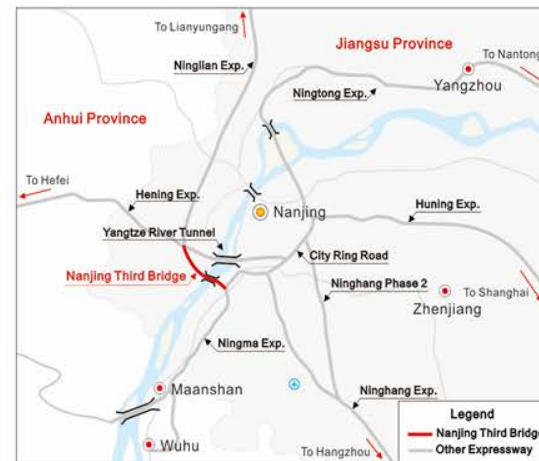 To Lianyungang
Jiangsu Province
To Nantong
Ninglian Exp.
Yangzhou
Ningtong Exp.
Anhui Province
To Hefei
Hening Exp.
Nanjing
Huning Exp.
Yangtze River Tunnel
City Ring Road
Nanjing Third Bridge
Ninghang Phase 2
To Shanghai
Zhenjiang
Ningma Exp.
Maanshan
Ninghang Exp.
Wuhu
To Hangzhou
Legend
Nanjing Third Bridge
Other Expressway